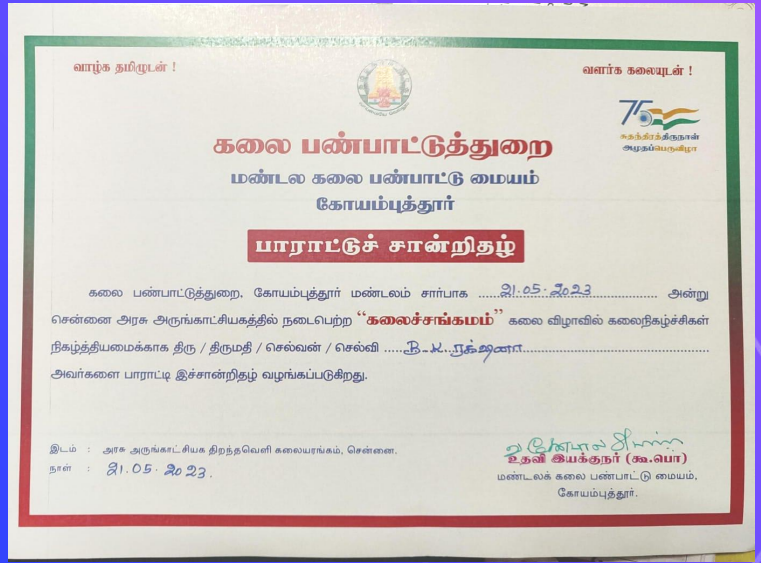 வாழ்க தமிழுடன் !
வளர்க கலையுடன் !
75
சுதந்திரத்திருநாள்
அமுதப்பெருவிழா
கலை பண்பாட்டுத்துறை
மண்டல கலை பண்பாட்டு மையம்
கோயம்புத்தூர்
பாராட்டுச் சான்றிதழ்
கலை பண்பாட்டுத்துறை, கோயம்புத்தூர் மண்டலம் சார்பாக 21.05.2023 அன்று
சென்னை அரசு அருங்காட்சியகத்தில் நடைபெற்ற “கலைச்சங்கமம்” கலை விழாவில் கலைநிகழ்ச்சிகள்
நிகழ்த்தியமைக்காக திரு / திருமதி / செல்வன் / செல்வி B.K. ரக்ஷனா
அவர்களை பாராட்டி இச்சான்றிதழ் வழங்கப்படுகிறது.
இடம் : அரசு அருங்காட்சியக திறந்தவெளி கலையரங்கம், சென்னை.
நாள் : 21.05.2023.
உதவி இயக்குநர் (கூ.பொ)
மண்டலக் கலை பண்பாட்டு மையம்,
கோயம்புத்தூர்.